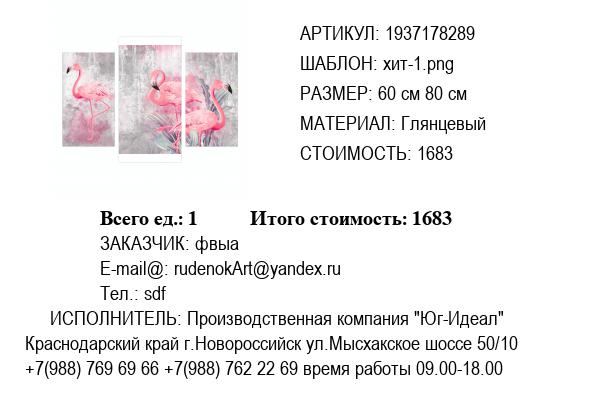 АРТИКУЛ: 1937178289
ШАБЛОН: хит-1.png
РАЗМЕР: 60 см 80 см
МАТЕРИАЛ: Глянцевый
СТОИМОСТЬ: 1683
Всего ед.: 1 Итого стоимость: 1683
ЗАКАЗЧИК: фвыа
E-mail@: rudenokArt@yandex.ru
Тел.: sdf
ИСПОЛНИТЕЛЬ: Производственная компания "Юг-Идеал"
Краснодарский край г.Новороссийск ул.Мысхакское шоссе 50/10
+7(988) 769 69 66 +7(988) 762 22 69 время работы 09.00-18.00